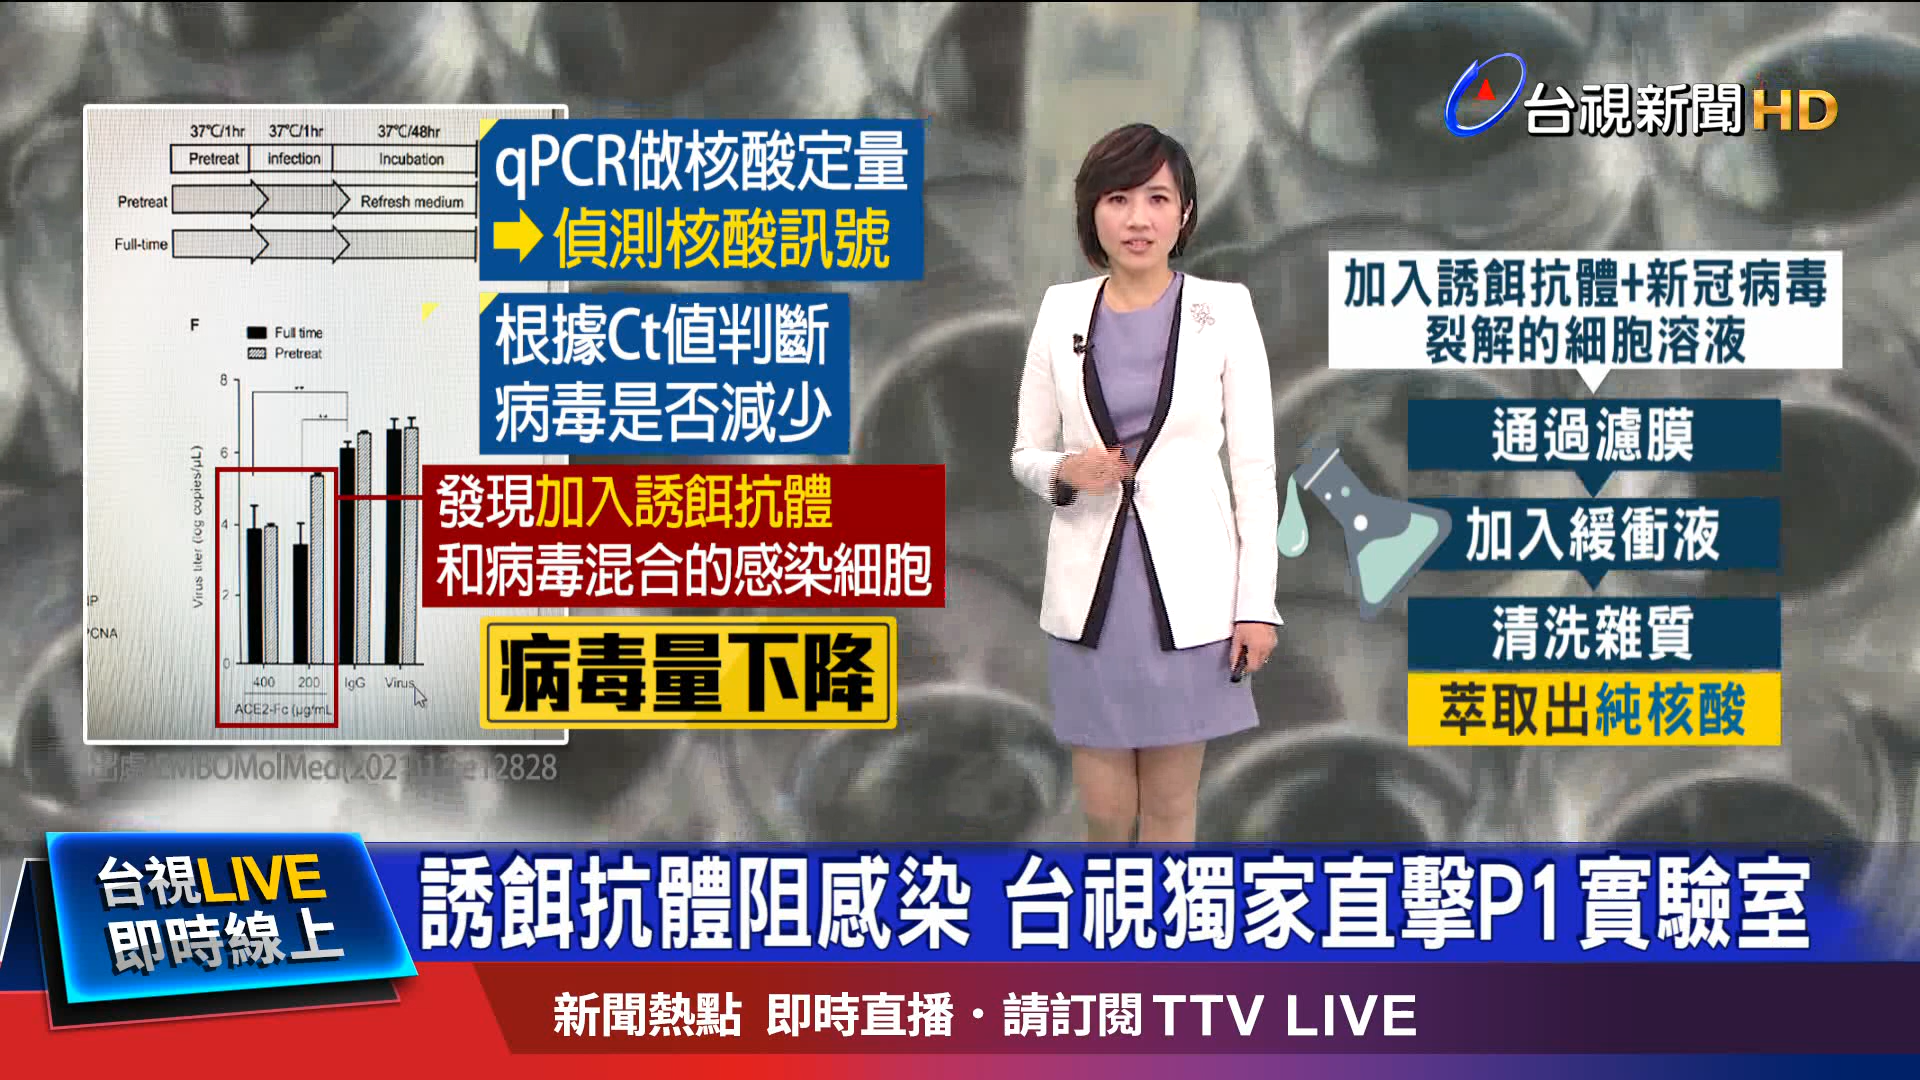 台視新聞HD
37℃/1hr 37℃/1hr 37℃/48hr
Pretreat infection Incubation
Pretreat Refresh medium
Full-time
F
Full time
Pretreat
8
6
4
2
0
Virus titer (log copies/μL)
**
**
400 200 IgG Virus
ACE2-Fc (μg/mL
PCNA
qPCR做核酸定量
偵測核酸訊號
根據Ct值判斷
病毒是否減少
發現加入誘餌抗體
和病毒混合的感染細胞
病毒量下降
加入誘餌抗體+新冠病毒
裂解的細胞溶液
通過濾膜
加入緩衝液
清洗雜質
萃取出純核酸
台視LIVE
即時線上
誘餌抗體阻感染 台視獨家直擊P1實驗室
新聞熱點 即時直播・請訂閱TTV LIVE